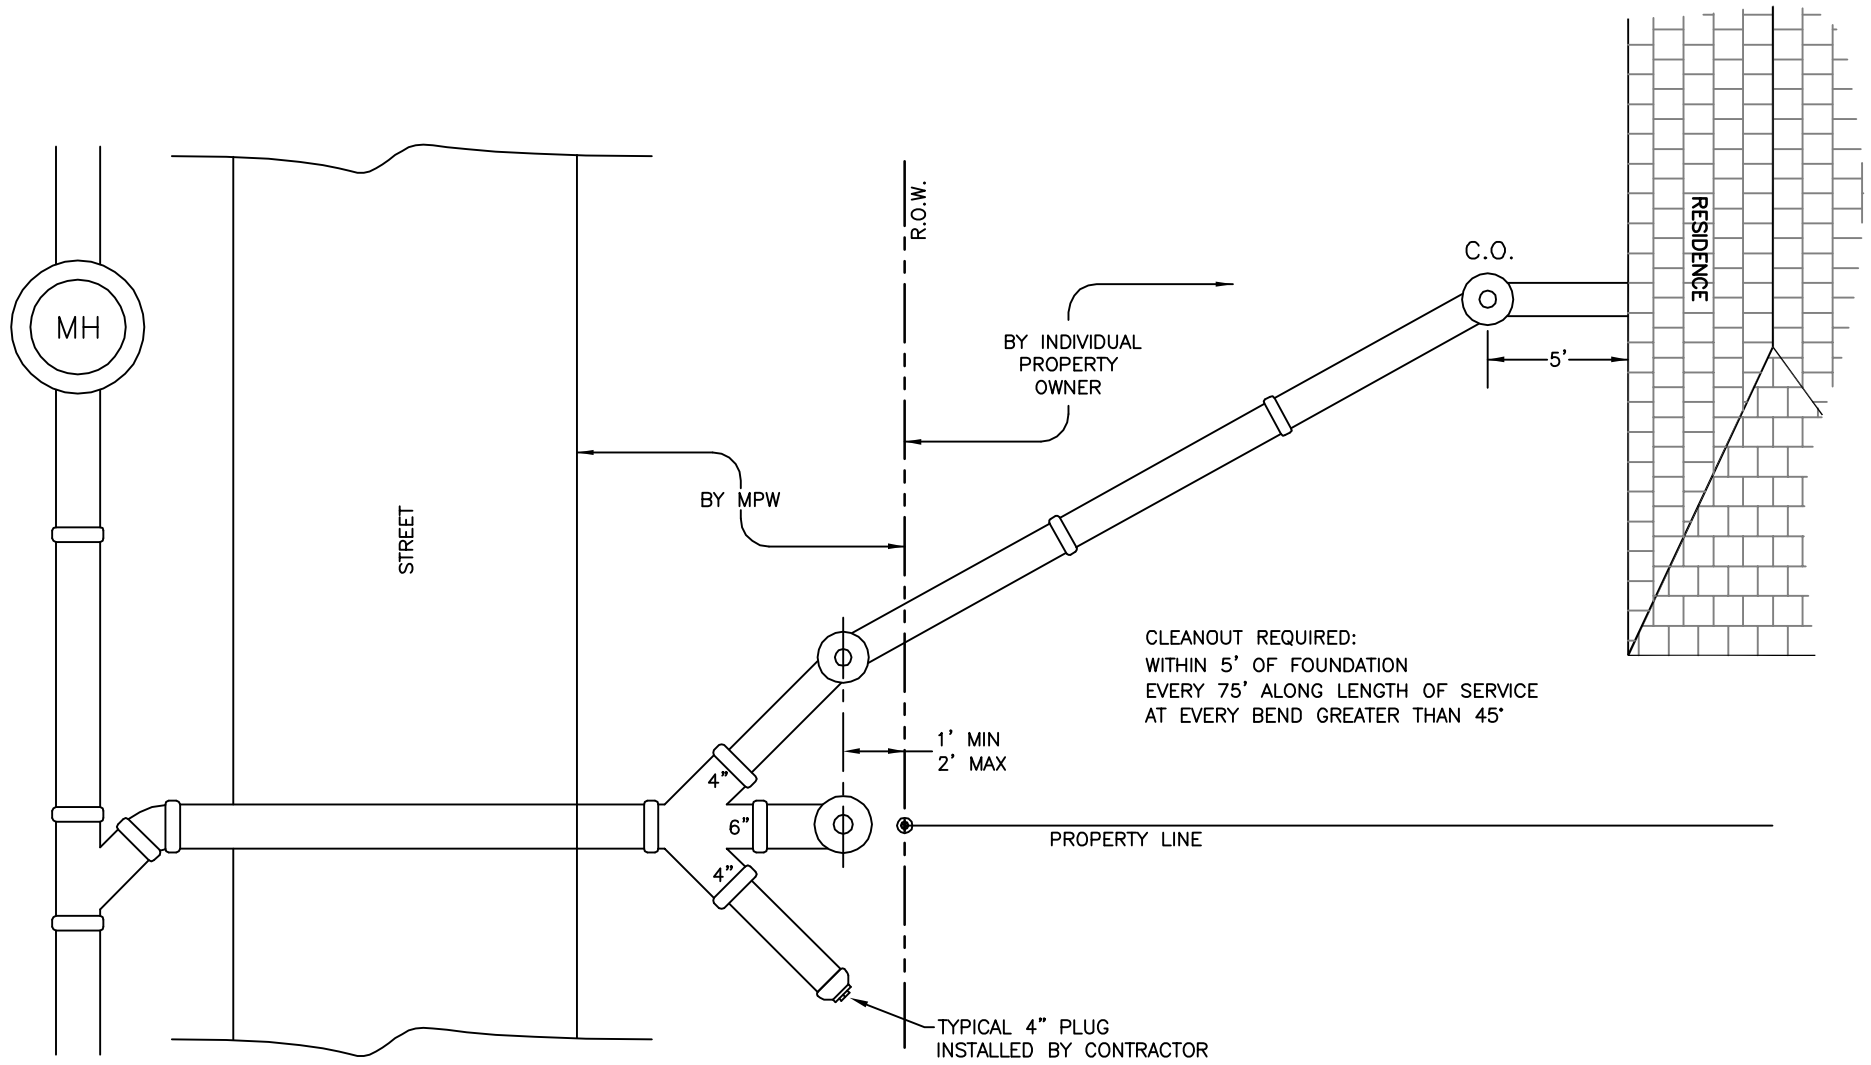 R.O.W.
C.O.
RESIDENCE
MH
BY INDIVIDUAL
PROPERTY
OWNER
5'
BY MPW
STREET
CLEANOUT REQUIRED:
WITHIN 5' OF FOUNDATION
EVERY 75' ALONG LENGTH OF SERVICE
AT EVERY BEND GREATER THAN 45°
1' MIN
2' MAX
4"
6"
4"
PROPERTY LINE
TYPICAL 4" PLUG
INSTALLED BY CONTRACTOR